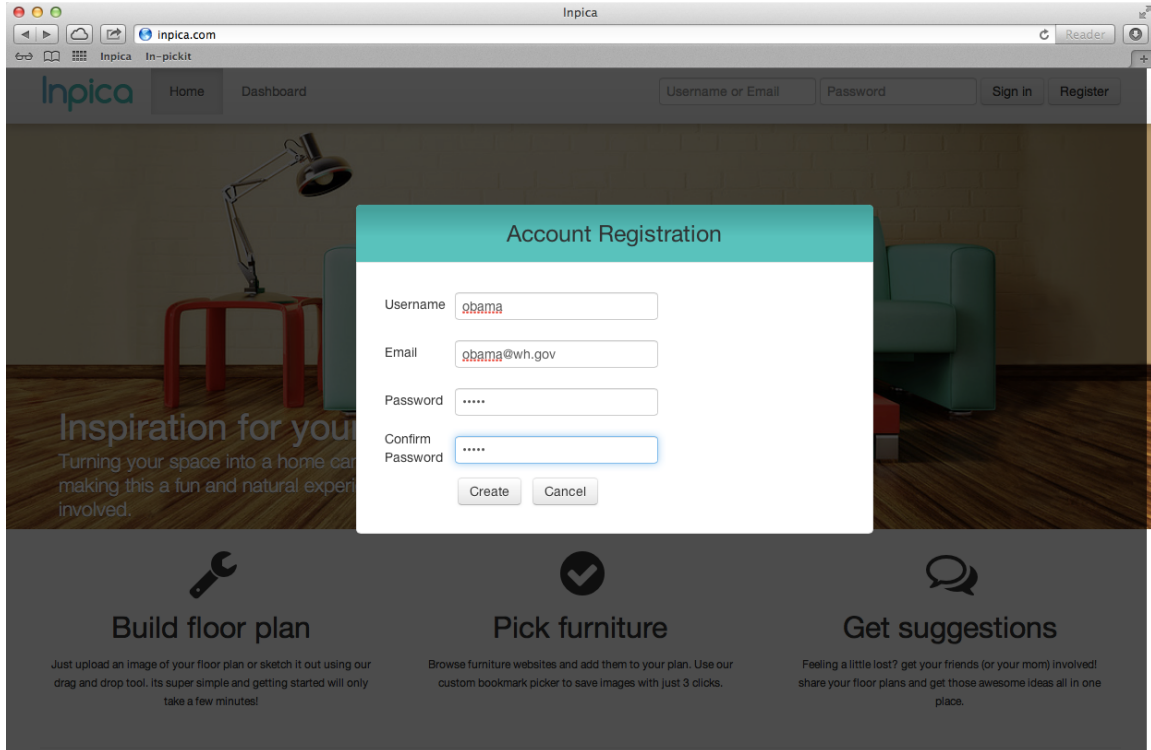 Inpica
inpica.com
Reader
Inpica In-pickit
Inpica Home Dashboard Username or Email Password Sign in Register
Account Registration
Username obama
Email obama@wh.gov
Password •••••
Confirm
Password •••••
Create Cancel
Inspiration for your
Turning your space into a home can
making this a fun and natural experi
involved.
Build floor plan
Just upload an image of your floor plan or sketch it out using our
drag and drop tool. its super simple and getting started will only
take a few minutes!
Pick furniture
Browse furniture websites and add them to your plan. Use our
custom bookmark picker to save images with just 3 clicks.
Get suggestions
Feeling a little lost? get your friends (or your mom) involved!
share your floor plans and get those awesome ideas all in one
place.